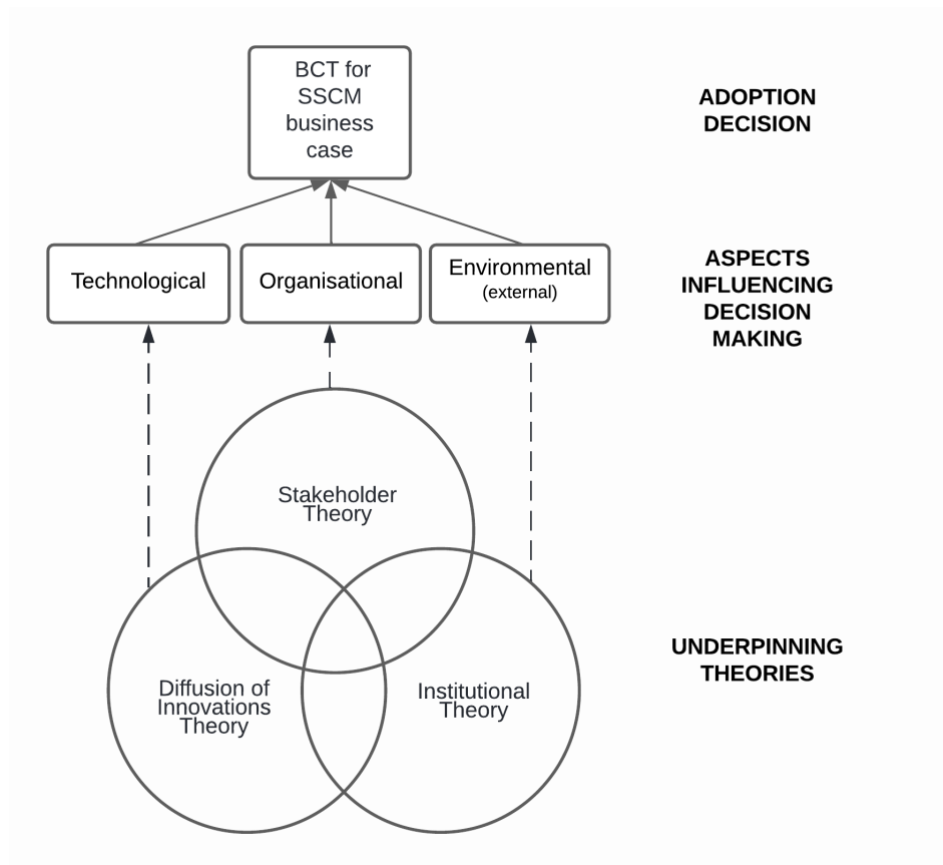 BCT for
SSCM
business
case
ADOPTION
DECISION
Technological
Organisational
Environmental
(external)
ASPECTS
INFLUENCING
DECISION
MAKING
Stakeholder
Theory
Diffusion of
Innovations
Theory
Institutional
Theory
UNDERPINNING
THEORIES